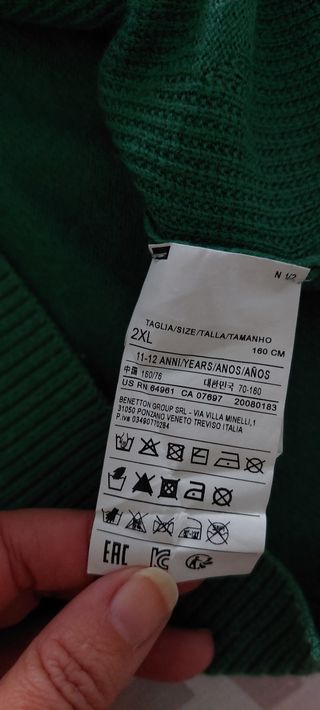 N 1/2
TAGLIA/SIZE/TALLA/TAMANHO
2XL
160 CM
11-12 ANNI/YEARS/ANOS/AÑOS
中国 160/76 대한민국 70-160
US RN 64961 CA 07697 20080183
BENETTON GROUP SRL - VIA VILLA MINELLI,1
31050 PONZANO VENETO TREVISO ITALIA
P.iva 03490770264
EAC